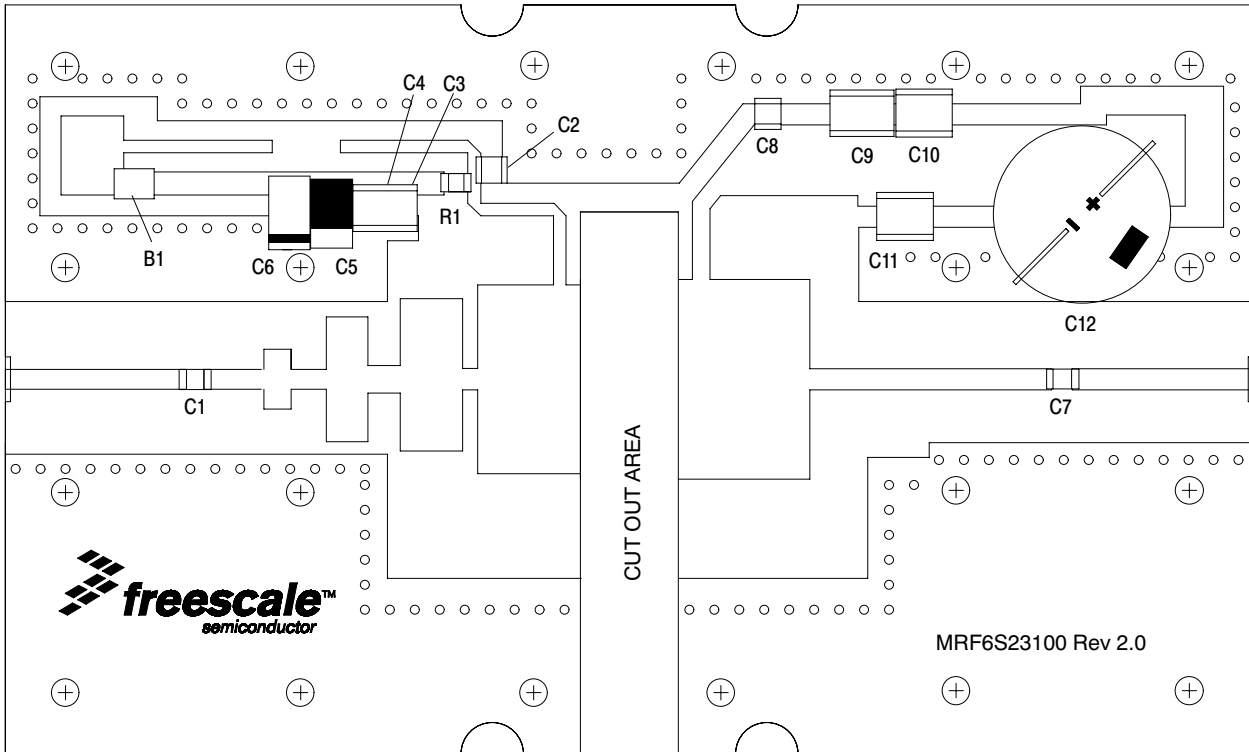 C4 C3
C2
C8
C9 C10
R1
B1
C6 C5
C11
C12
C1
C7
CUT OUT AREA
freescale™
semiconductor
MRF6S23100 Rev 2.0